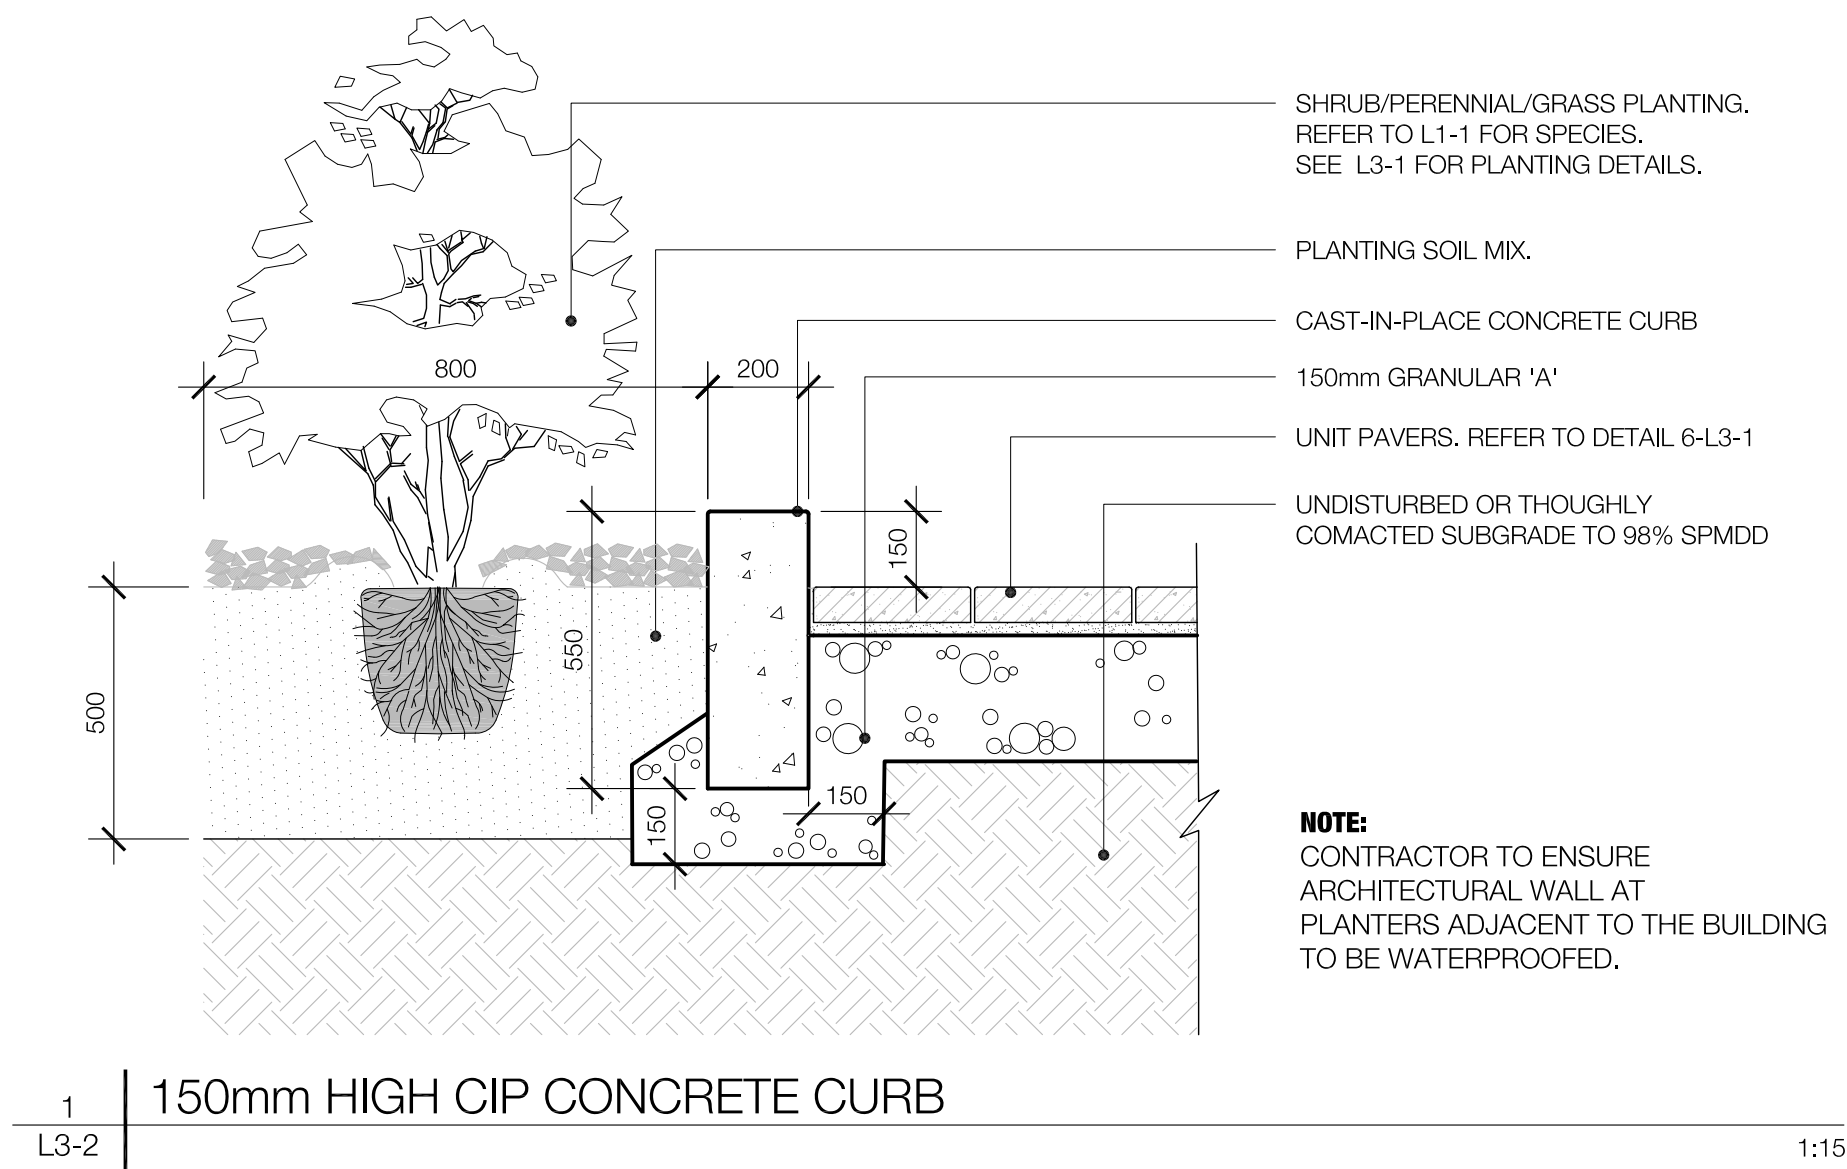 SHRUB/PERENNIAL/GRASS PLANTING.
REFER TO L1-1 FOR SPECIES.
SEE L3-1 FOR PLANTING DETAILS.
PLANTING SOIL MIX.
CAST-IN-PLACE CONCRETE CURB
800
200
150mm GRANULAR 'A'
UNIT PAVERS. REFER TO DETAIL 6-L3-1
UNDISTURBED OR THOUGHLY
COMACTED SUBGRADE TO 98% SPMDD
150
550
500
150
150
NOTE:
CONTRACTOR TO ENSURE
ARCHITECTURAL WALL AT
PLANTERS ADJACENT TO THE BUILDING
TO BE WATERPROOFED.
1
L3-2
150mm HIGH CIP CONCRETE CURB
1:15